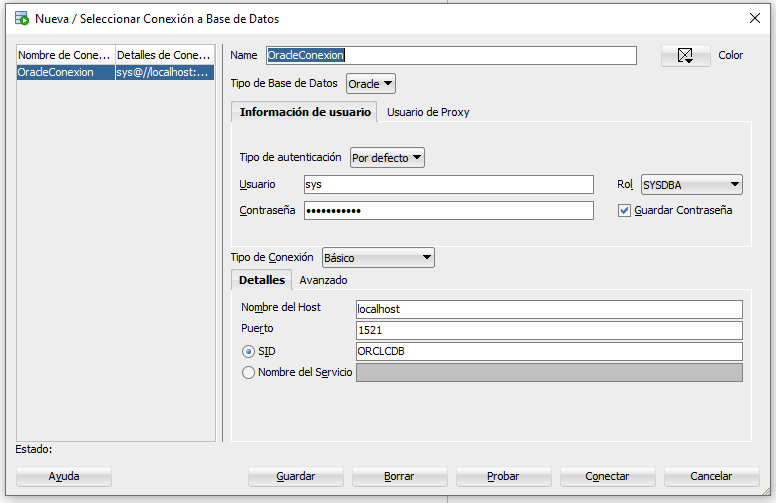 Nueva / Seleccionar Conexión a Base de Datos
Nombre de Cone... Detalles de Cone...
OracleConexion sys@//localhost:...
Name OracleConexion Color
Tipo de Base de Datos Oracle
Información de usuario Usuario de Proxy
Tipo de autenticación Por defecto
Usuario sys Rol SYSDBA
Contraseña ••••••••••• Guardar Contraseña
Tipo de Conexión Básico
Detalles Avanzado
Nombre del Host localhost
Puerto 1521
SID ORCLCDB
Nombre del Servicio
Estado:
Ayuda Guardar Borrar Probar Conectar Cancelar